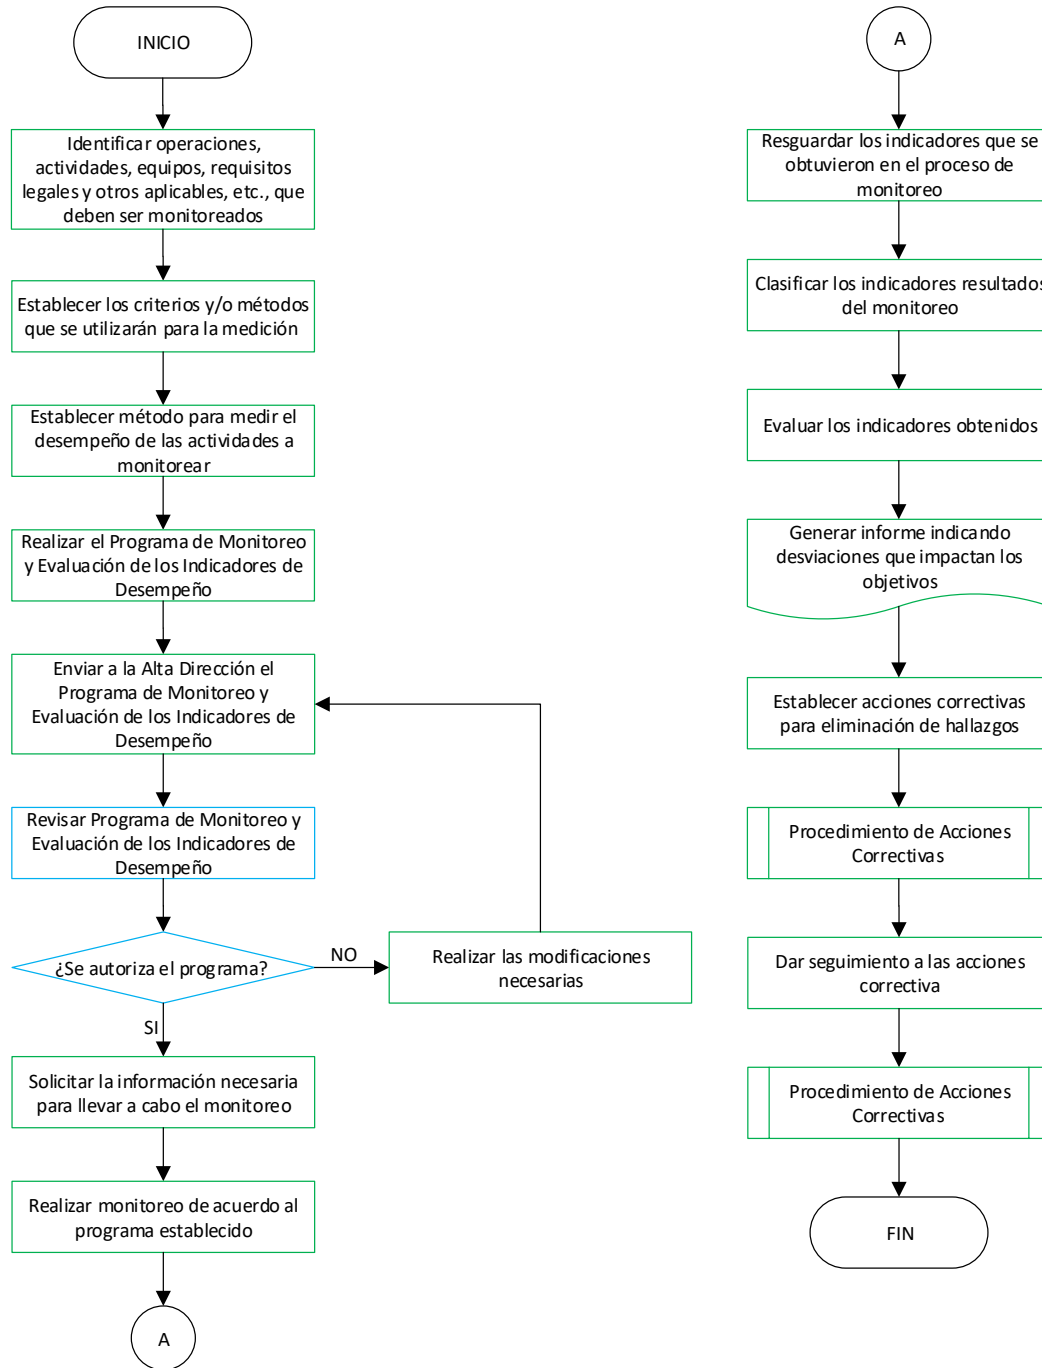 INICIO
Identificar operaciones,
actividades, equipos, requisitos
legales y otros aplicables, etc., que
deben ser monitoreados
Establecer los criterios y/o métodos
que se utilizarán para la medición
Establecer método para medir el
desempeño de las actividades a
monitorear
Realizar el Programa de Monitoreo
y Evaluación de los Indicadores de
Desempeño
Enviar a la Alta Dirección el
Programa de Monitoreo y
Evaluación de los Indicadores de
Desempeño
Revisar Programa de Monitoreo y
Evaluación de los Indicadores de
Desempeño
¿Se autoriza el programa?
NO
Realizar las modificaciones
necesarias
SI
Solicitar la información necesaria
para llevar a cabo el monitoreo
Realizar monitoreo de acuerdo al
programa establecido
A
A
Resguardar los indicadores que se
obtuvieron en el proceso de
monitoreo
Clasificar los indicadores resultados
del monitoreo
Evaluar los indicadores obtenidos
Generar informe indicando
desviaciones que impactan los
objetivos
Establecer acciones correctivas
para eliminación de hallazgos
Procedimiento de Acciones
Correctivas
Dar seguimiento a las acciones
correctiva
Procedimiento de Acciones
Correctivas
FIN